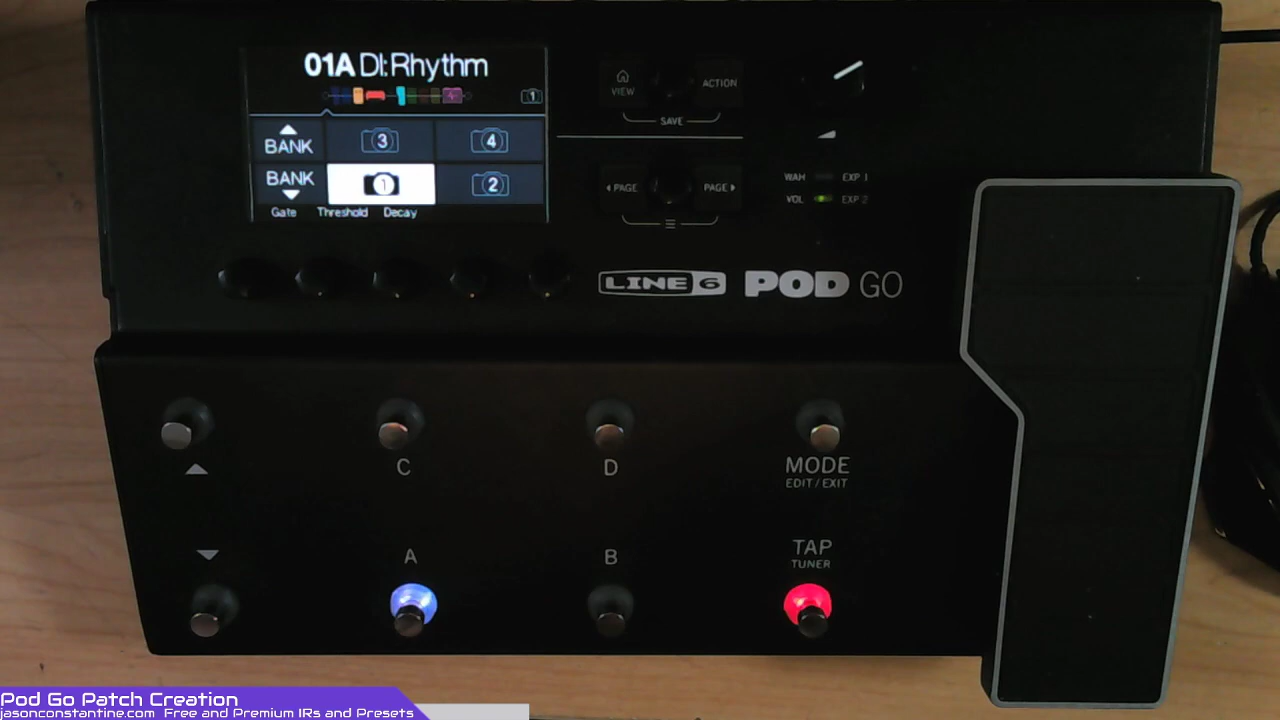 01A DI:Rhythm
1
BANK 3 4
BANK 1 2
Gate Threshold Decay
VIEW ACTION
SAVE
PAGE PAGE
WAH EXP 1
VOL EXP 2
LINE 6 POD GO
C D MODE
EDIT / EXIT
A B TAP
TUNER
Pod Go Patch Creation
jasonconstantine.com Free and Premium IRs and Presets